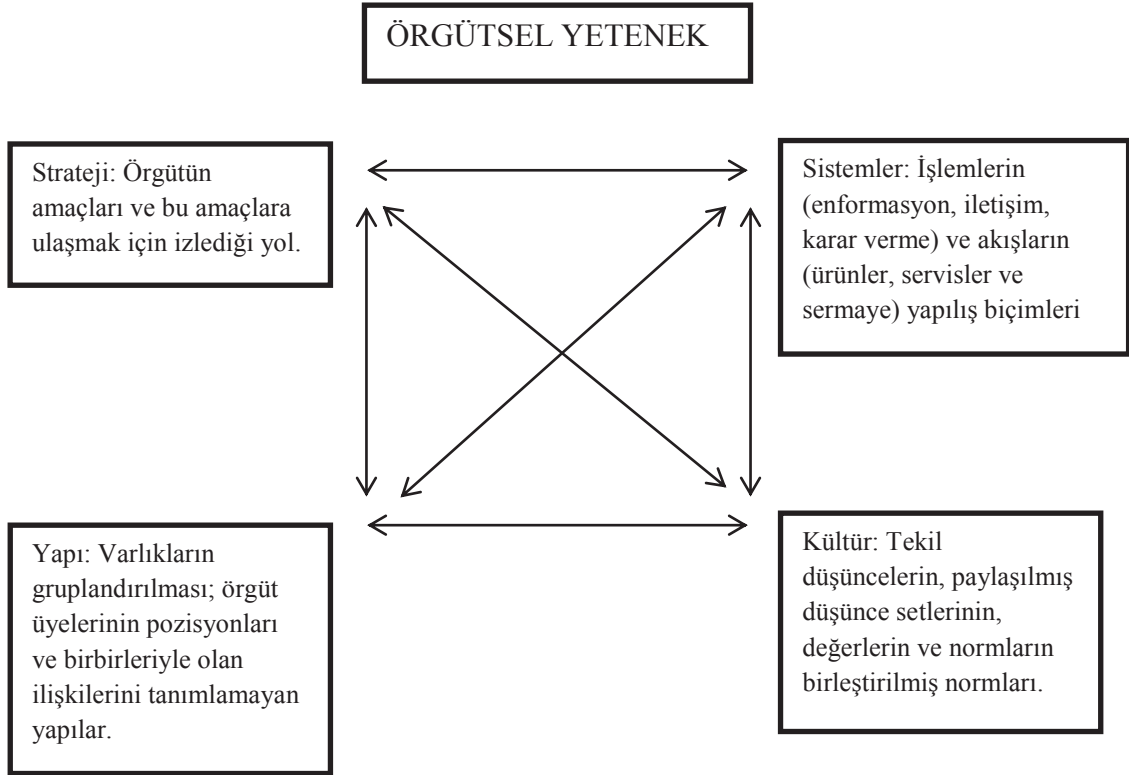 ÖRGÜTSEL YETENEK
Strateji: Örgütün
amaçları ve bu amaçlara
ulaşmak için izlediği yol.
Sistemler: İşlemlerin
(enformasyon, iletişim,
karar verme) ve akışların
(ürünler, servisler ve
sermaye) yapılış biçimleri
Yapı: Varlıkların
gruplandırılması; örgüt
üyelerinin pozisyonları
ve birbirleriyle olan
ilişkilerini tanımlamayan
yapılar.
Kültür: Tekil
düşüncelerin, paylaşılmış
düşünce setlerinin,
değerlerin ve normların
birleştirilmiş normları.